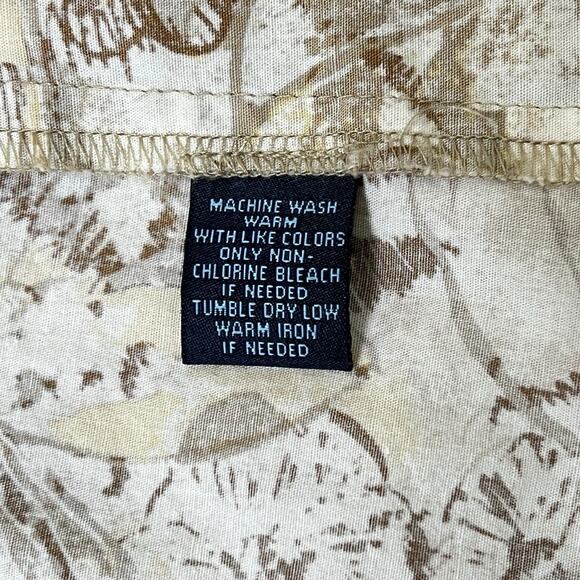 MACHINE WASH
WARM
WITH LIKE COLORS
ONLY NON-
CHLORINE BLEACH
IF NEEDED
TUMBLE DRY LOW
WARM IRON
IF NEEDED